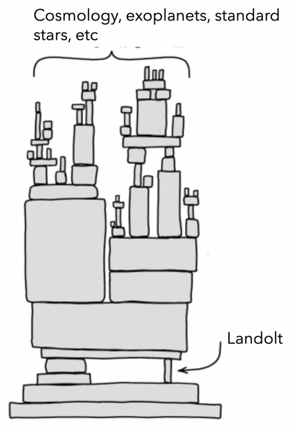 Cosmology, exoplanets, standard
stars, etc
Landolt